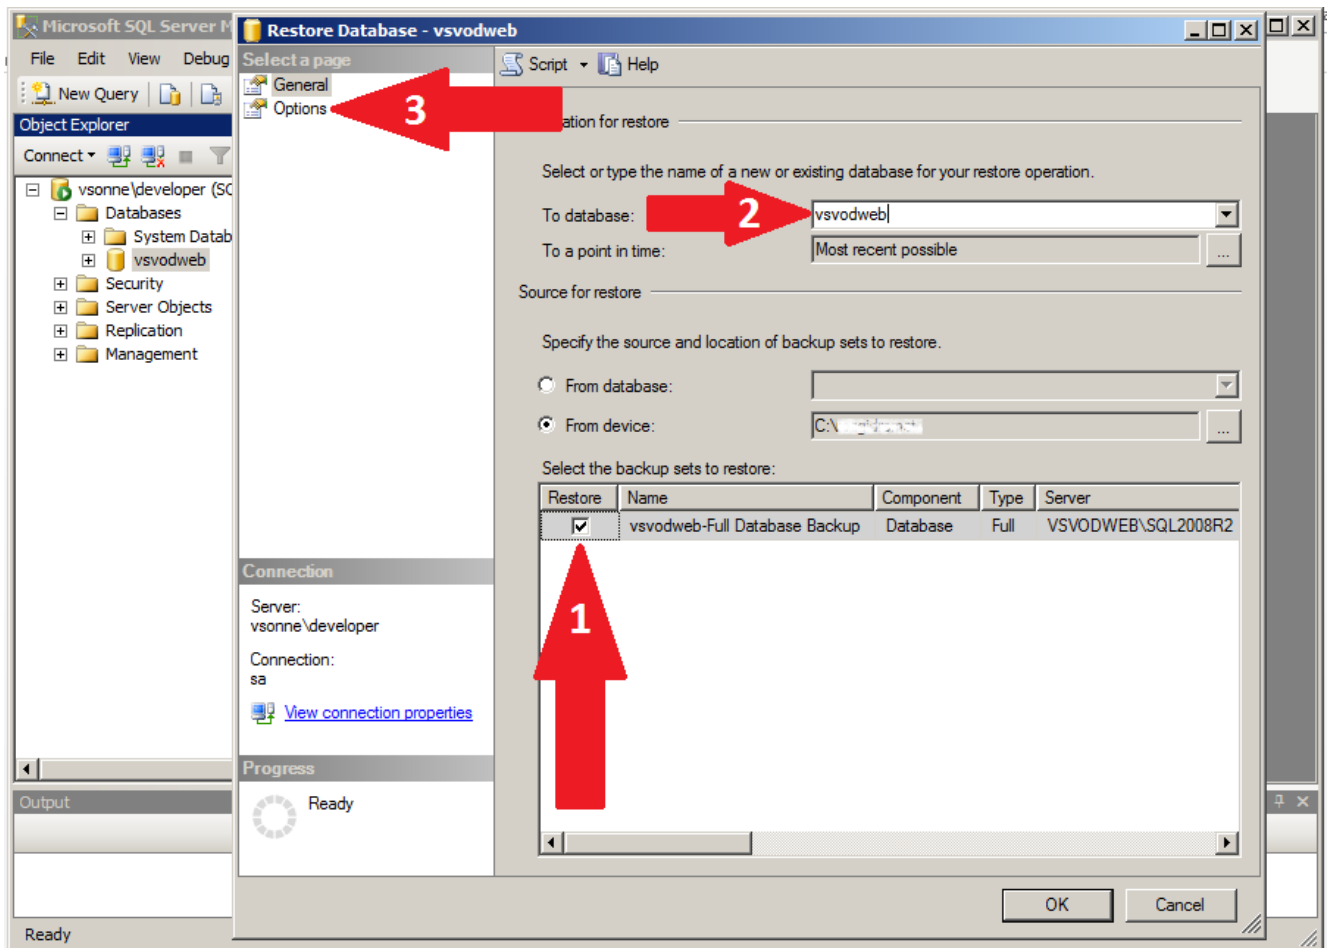 Microsoft SQL Server M
File Edit View Debug
New Query
Object Explorer
Connect
vsonne\developer (SQ
Databases
System Datab
vsvodweb
Security
Server Objects
Replication
Management
Output
Ready
Restore Database - vsvodweb
Select a page
General
Options
3
Script Help
ation for restore
Select or type the name of a new or existing database for your restore operation.
To database: 2 vsvodweb
To a point in time: Most recent possible ...
Source for restore
Specify the source and location of backup sets to restore.
From database:
From device: C:\ ...
Select the backup sets to restore:
Restore Name Component Type Server
vsvodweb-Full Database Backup Database Full VSVODWEB\SQL2008R2
1
Connection
Server:
vsonne\developer
Connection:
sa
View connection properties
Progress
Ready
OK Cancel